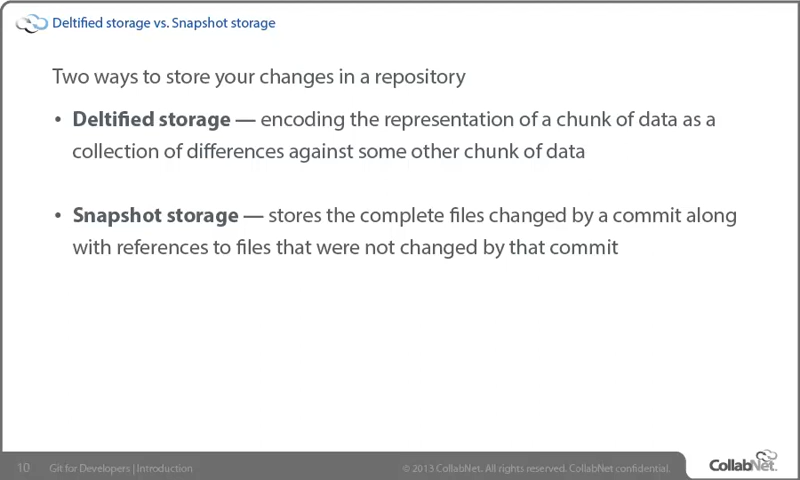 Deltified storage vs. Snapshot storage
Two ways to store your changes in a repository
• Deltified storage — encoding the representation of a chunk of data as a
collection of differences against some other chunk of data
• Snapshot storage — stores the complete files changed by a commit along
with references to files that were not changed by that commit
10 Git for Developers | Introduction © 2013 CollabNet. All rights reserved. CollabNet confidential. CollabNet.